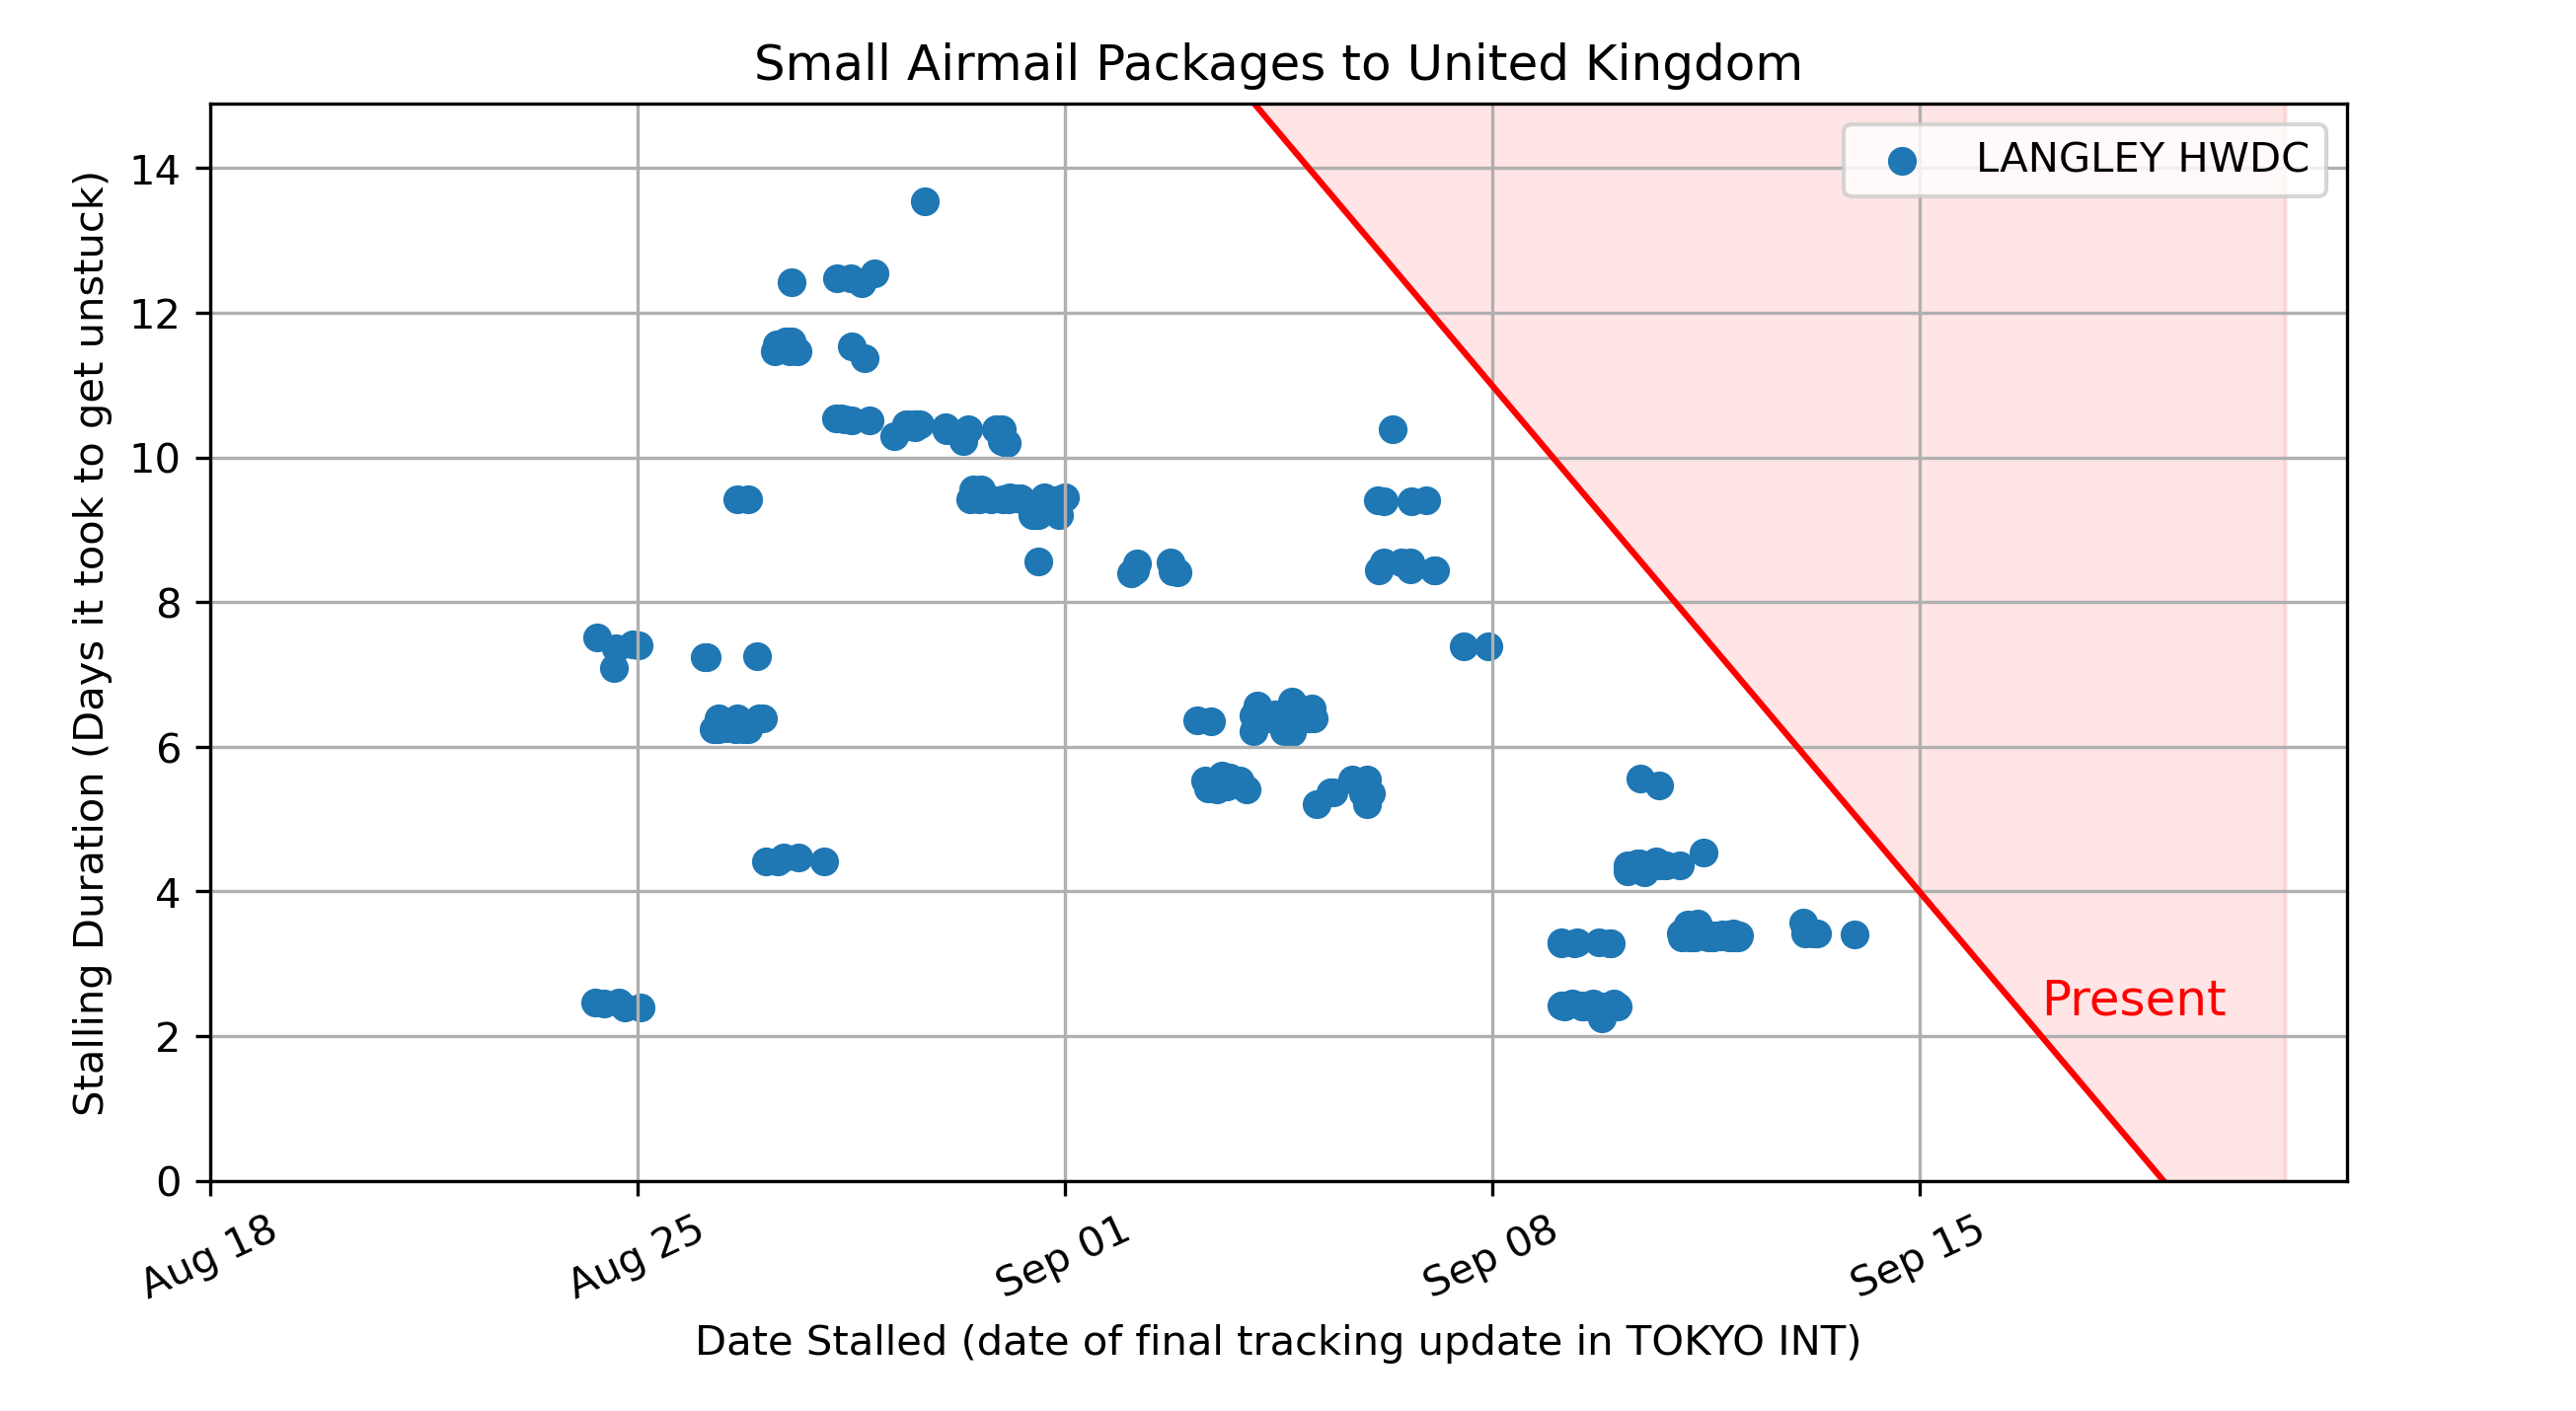 Small Airmail Packages to United Kingdom
LANGLEY HWDC
Stalling Duration (Days it took to get unstuck)
14
12
10
8
6
4
2
0
Present
Aug 18
Aug 25
Sep 01
Sep 08
Sep 15
Date Stalled (date of final tracking update in TOKYO INT)